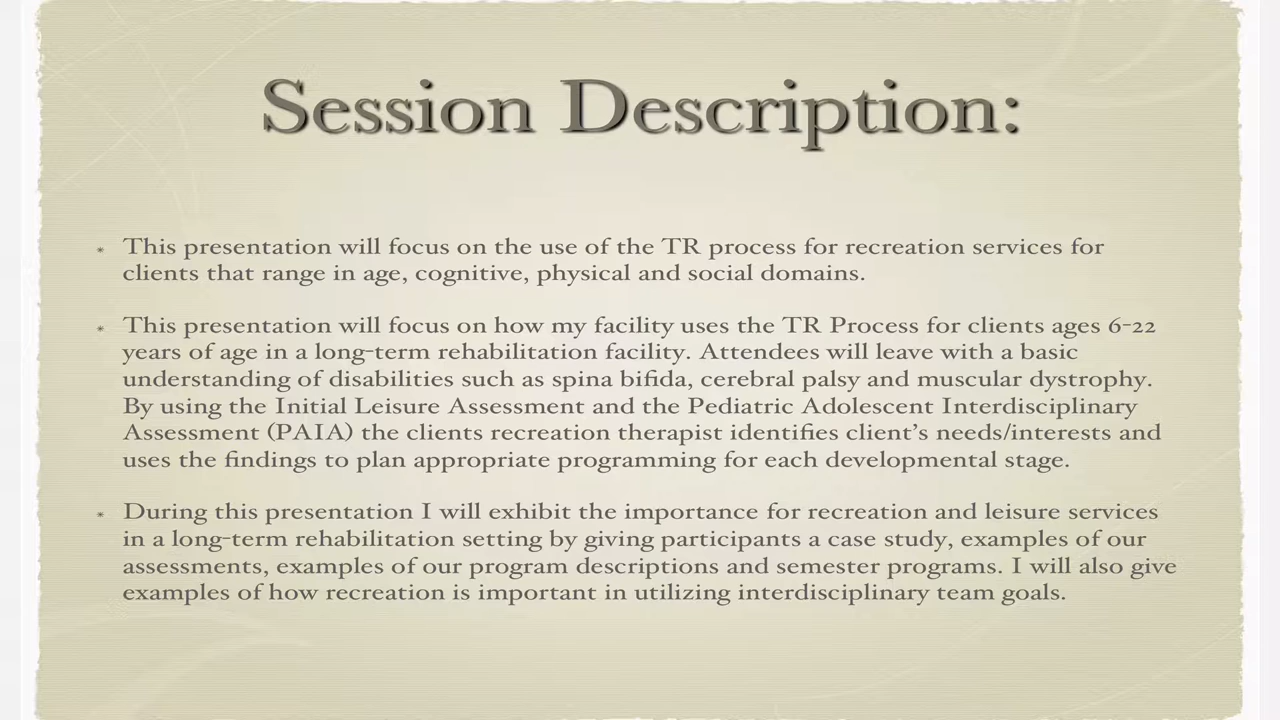 Session Description:
* This presentation will focus on the use of the TR process for recreation services for
clients that range in age, cognitive, physical and social domains.
* This presentation will focus on how my facility uses the TR Process for clients ages 6-22
years of age in a long-term rehabilitation facility. Attendees will leave with a basic
understanding of disabilities such as spina bifida, cerebral palsy and muscular dystrophy.
By using the Initial Leisure Assessment and the Pediatric Adolescent Interdisciplinary
Assessment (PAIA) the clients recreation therapist identifies client’s needs/interests and
uses the findings to plan appropriate programming for each developmental stage.
* During this presentation I will exhibit the importance for recreation and leisure services
in a long-term rehabilitation setting by giving participants a case study, examples of our
assessments, examples of our program descriptions and semester programs. I will also give
examples of how recreation is important in utilizing interdisciplinary team goals.